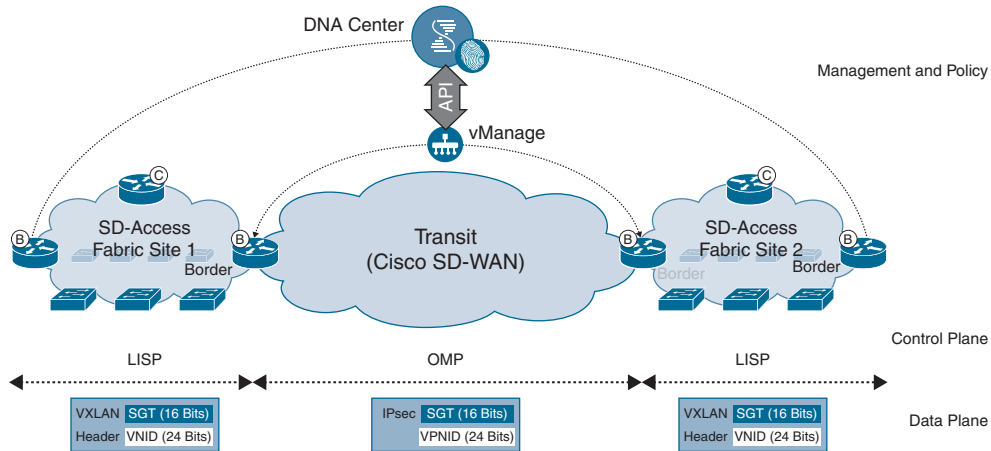 DNA Center
Management and Policy
API
vManage
C
C
B
SD-Access
Fabric Site 1
B
Border
Transit
(Cisco SD-WAN)
B
Border
SD-Access
Fabric Site 2
B
Border
Control Plane
LISP
OMP
LISP
Data Plane
VXLAN SGT (16 Bits)
Header VNID (24 Bits)
IPsec SGT (16 Bits)
VPNID (24 Bits)
VXLAN SGT (16 Bits)
Header VNID (24 Bits)